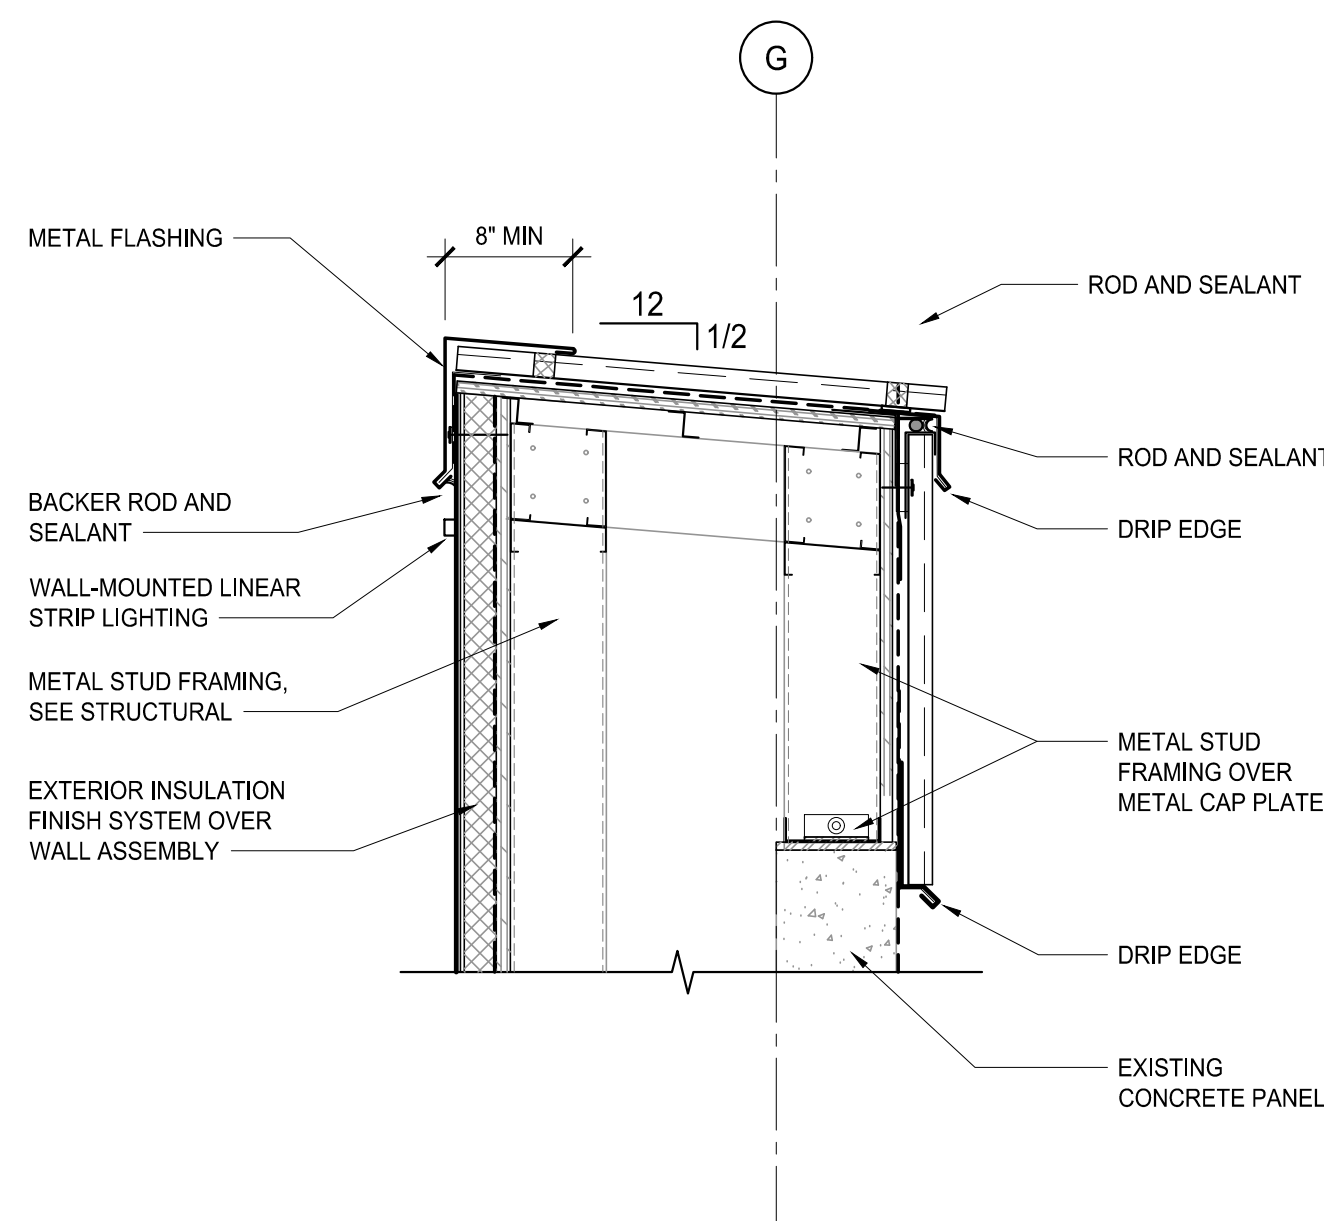 G
METAL FLASHING
8" MIN
12
1/2
ROD AND SEALANT
ROD AND SEALANT
DRIP EDGE
BACKER ROD AND
SEALANT
WALL-MOUNTED LINEAR
STRIP LIGHTING
METAL STUD FRAMING,
SEE STRUCTURAL
EXTERIOR INSULATION
FINISH SYSTEM OVER
WALL ASSEMBLY
METAL STUD
FRAMING OVER
METAL CAP PLATE
DRIP EDGE
EXISTING
CONCRETE PANEL